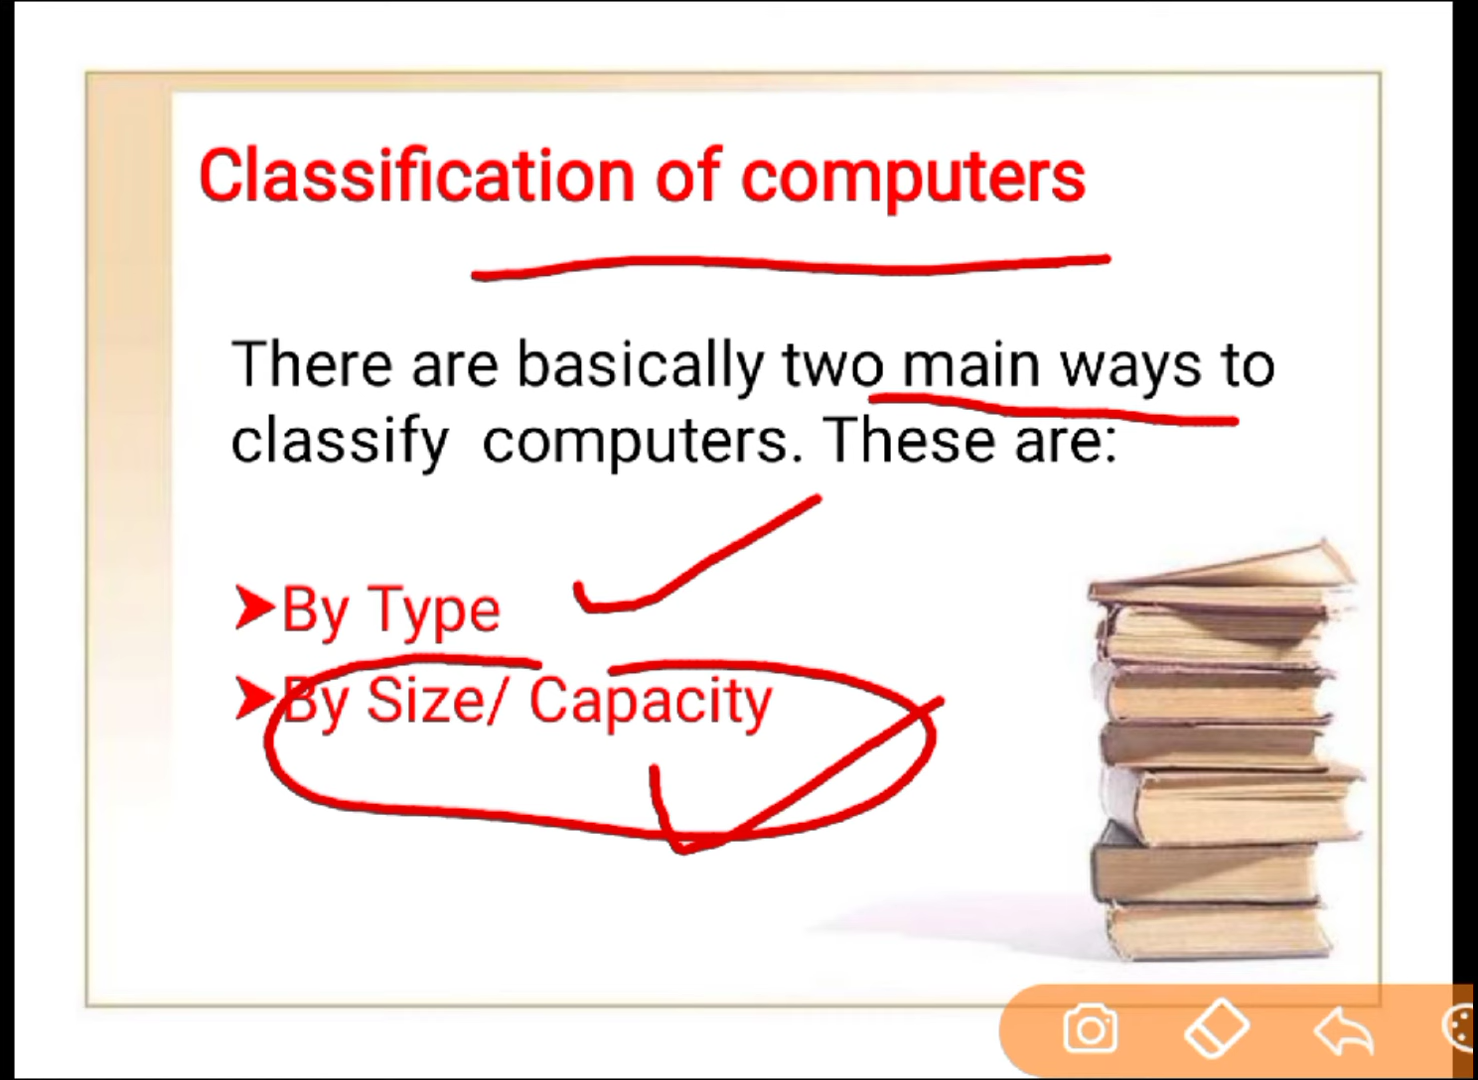 Classification of computers
There are basically two main ways to
classify computers. These are:
➤By Type
➤By Size/ Capacity